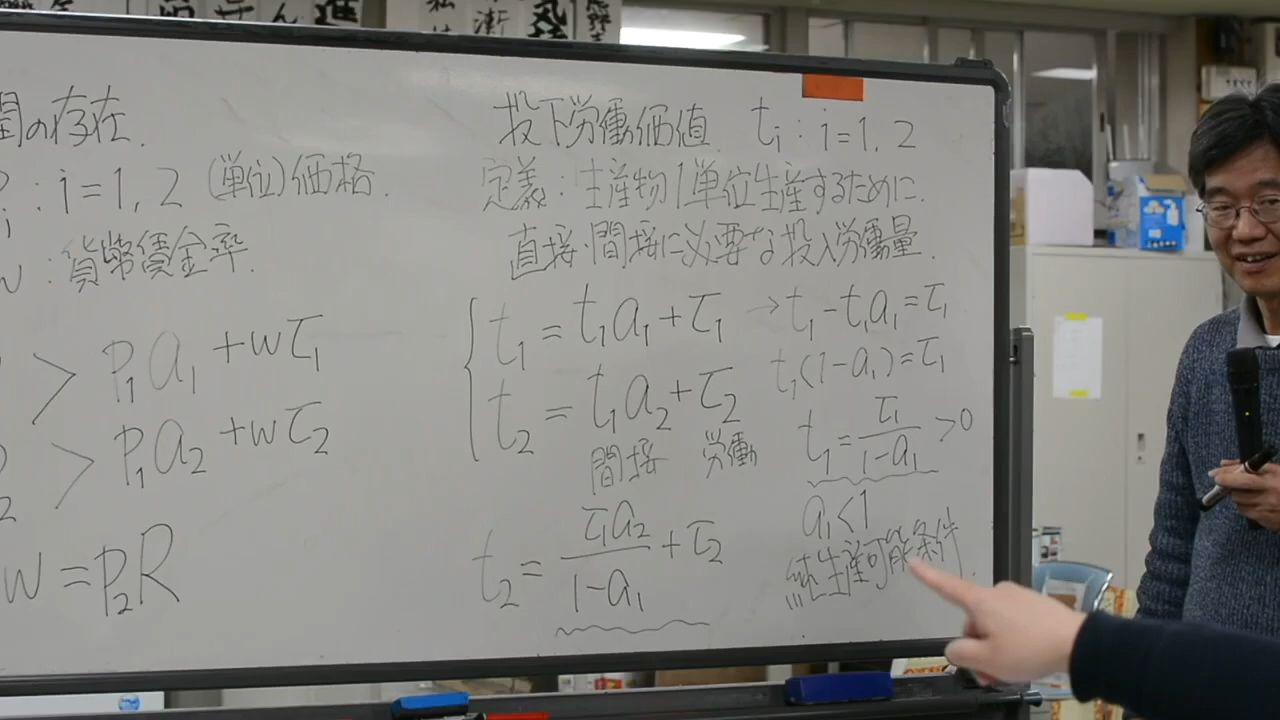 の存在.
: i=1, 2 (単位)価格.
w : 貨幣賃金率.
> p₁a₁+wτ₁
> p₁a₂+wτ₂
w=p₂R
投下労働価値 tᵢ : i=1, 2
定義 : 生産物1単位生産するために.
直接・間接に必要な投入労働量.
t₁=t₁a₁+τ₁ → t₁-t₁a₁=τ₁
t₂=t₁a₂+τ₂
間接 労働
t₁(1-a₁)=τ₁
t₁=τ₁/1-a₁ >0
a₁<1
純生産可能条件.
t₂=τ₁a₂/1-a₁+τ₂